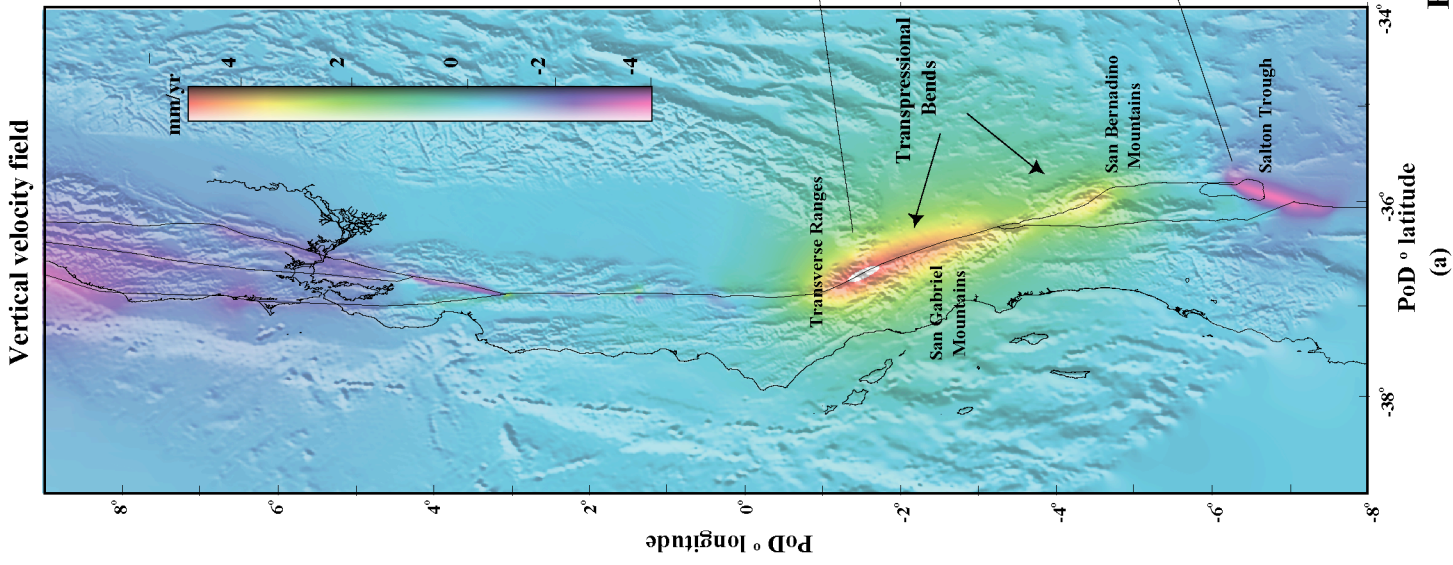 Vertical velocity field
mm/yr
4
2
0
-2
-4
Transpressional
Bends
Transverse Ranges
San Gabriel
Mountains
San Bernadino
Mountains
Salton Trough
8°
6°
4°
2°
0°
-2°
-4°
-6°
-8°
PoD ° longitude
-38°
-36°
-34°
PoD ° latitude
(a)